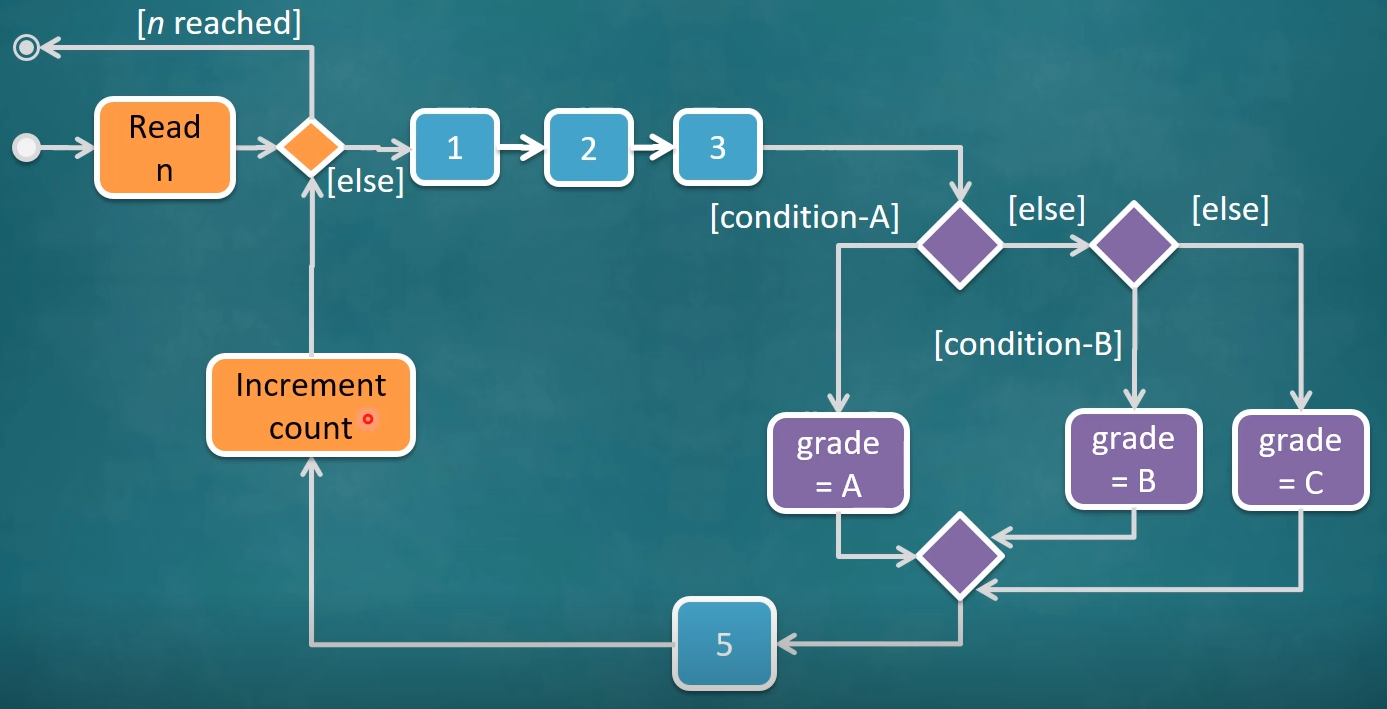 [n reached]
Read
n
[else]
1
2
3
[condition-A]
[else]
[else]
[condition-B]
Increment
count
grade
= A
grade
= B
grade
= C
5